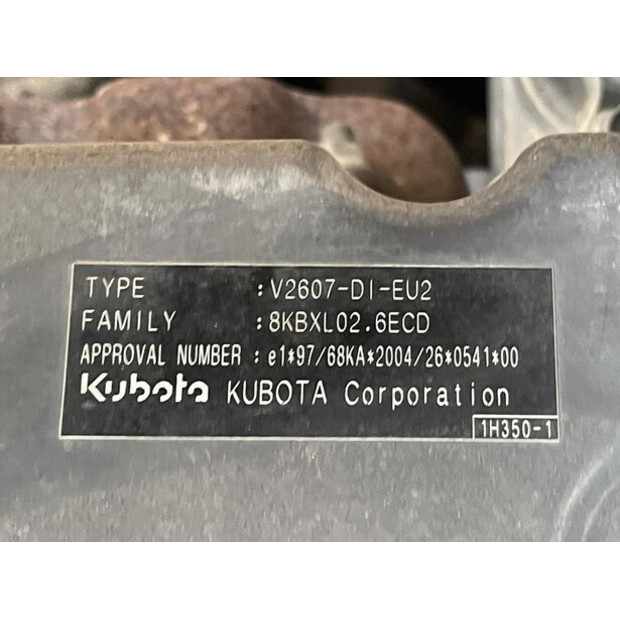 TYPE : V2607-DI-EU2
FAMILY : 8KBXL02.6ECD
APPROVAL NUMBER : e1*97/68KA*2004/26*0541*00
Kubota KUBOTA Corporation
1H350-1